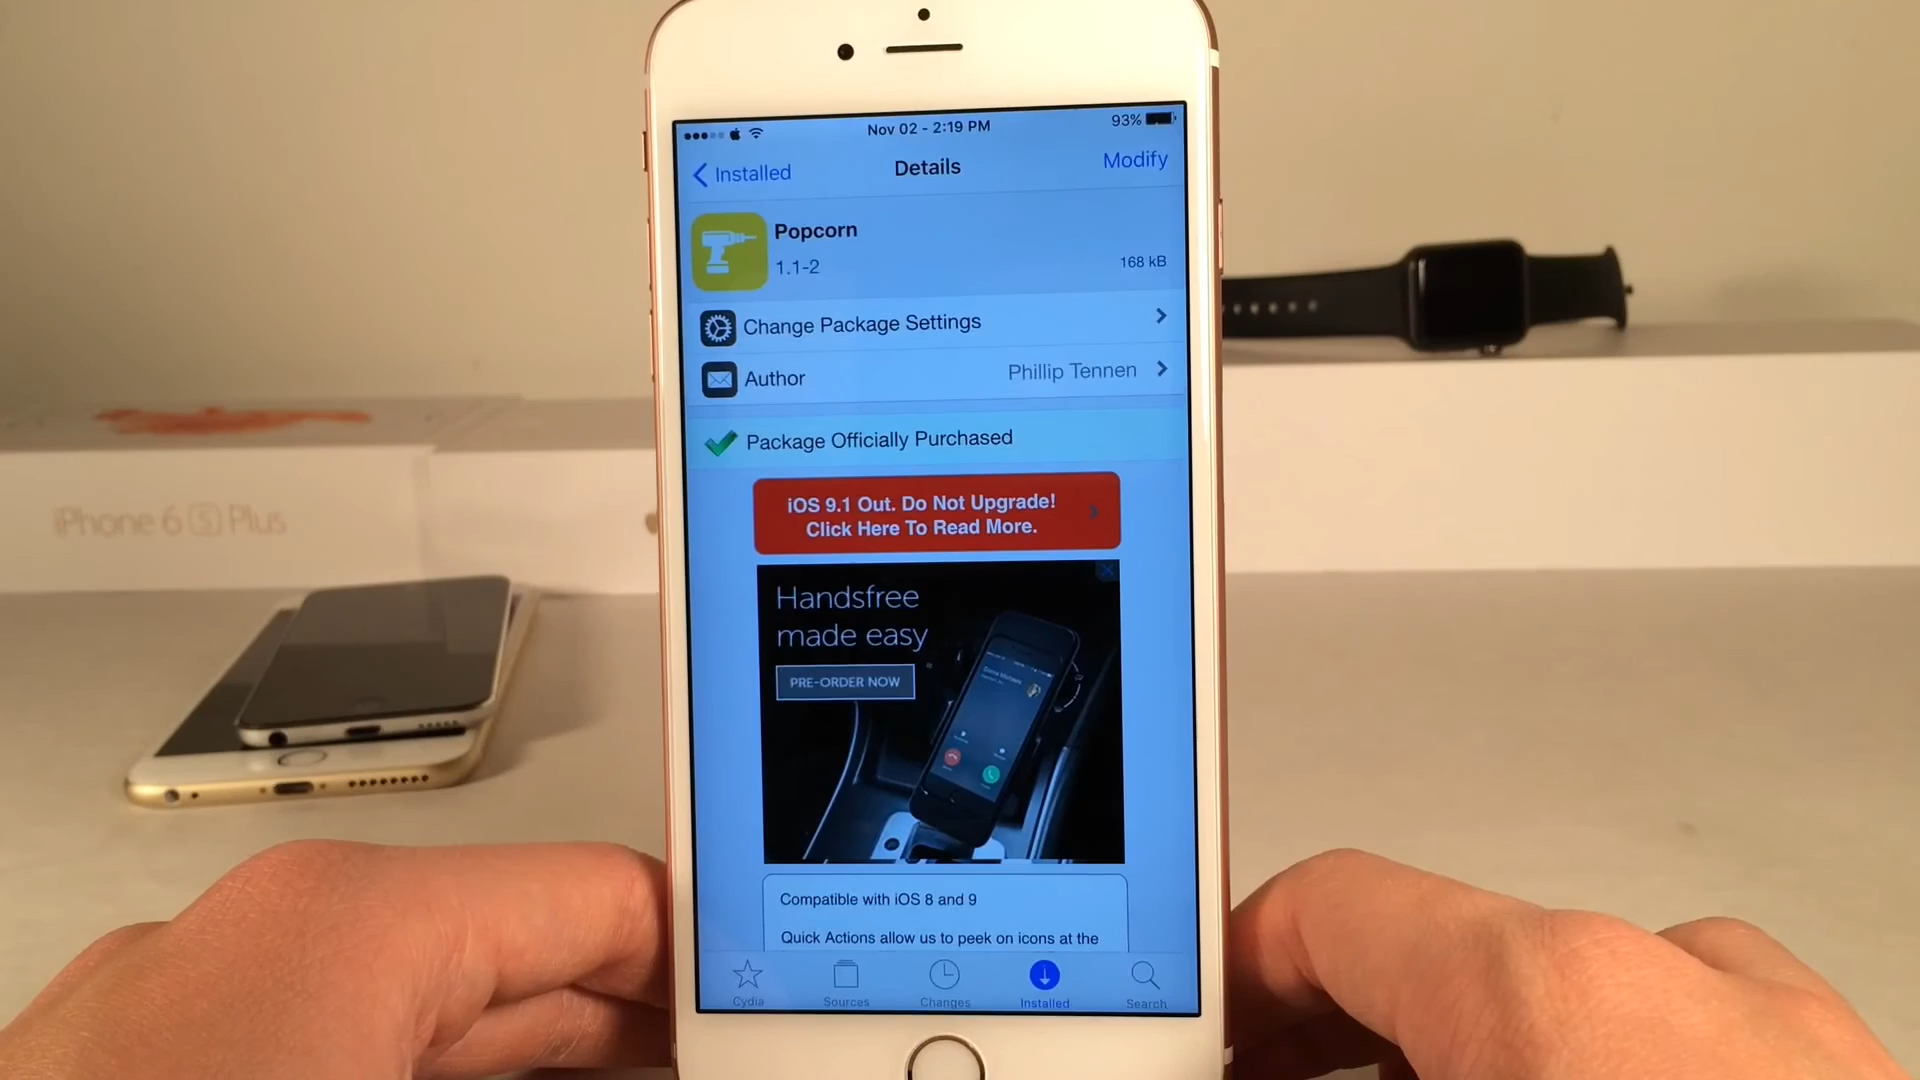 Nov 02 - 2:19 PM
93%
Installed
Details
Modify
Popcorn
1.1-2
168 kB
Change Package Settings
Author
Phillip Tennen
Package Officially Purchased
iOS 9.1 Out. Do Not Upgrade!
Click Here To Read More.
Handsfree
made easy
PRE-ORDER NOW
Compatible with iOS 8 and 9
Quick Actions allow us to peek on icons at the
Cydia
Sources
Changes
Installed
Search
iPhone 6 S Plus